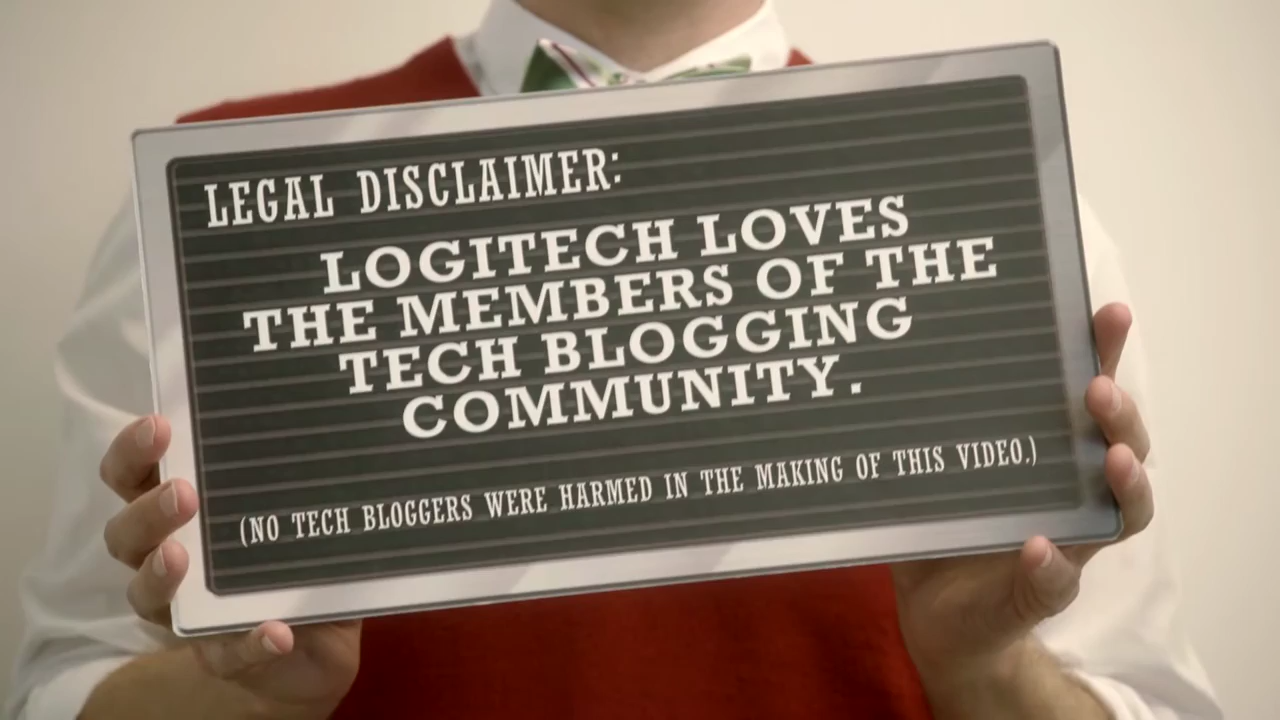 LEGAL DISCLAIMER:
LOGITECH LOVES
THE MEMBERS OF THE
TECH BLOGGING
COMMUNITY.
(NO TECH BLOGGERS WERE HARMED IN THE MAKING OF THIS VIDEO.)